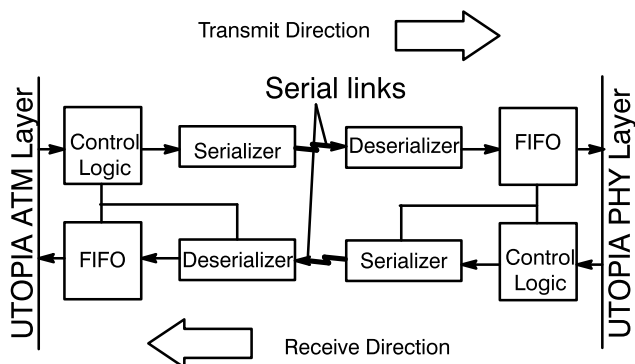 Transmit Direction
Serial links
UTOPIA ATM Layer
Control
Logic
Serializer
Deserializer
FIFO
UTOPIA PHY Layer
FIFO
Deserializer
Serializer
Control
Logic
Receive Direction